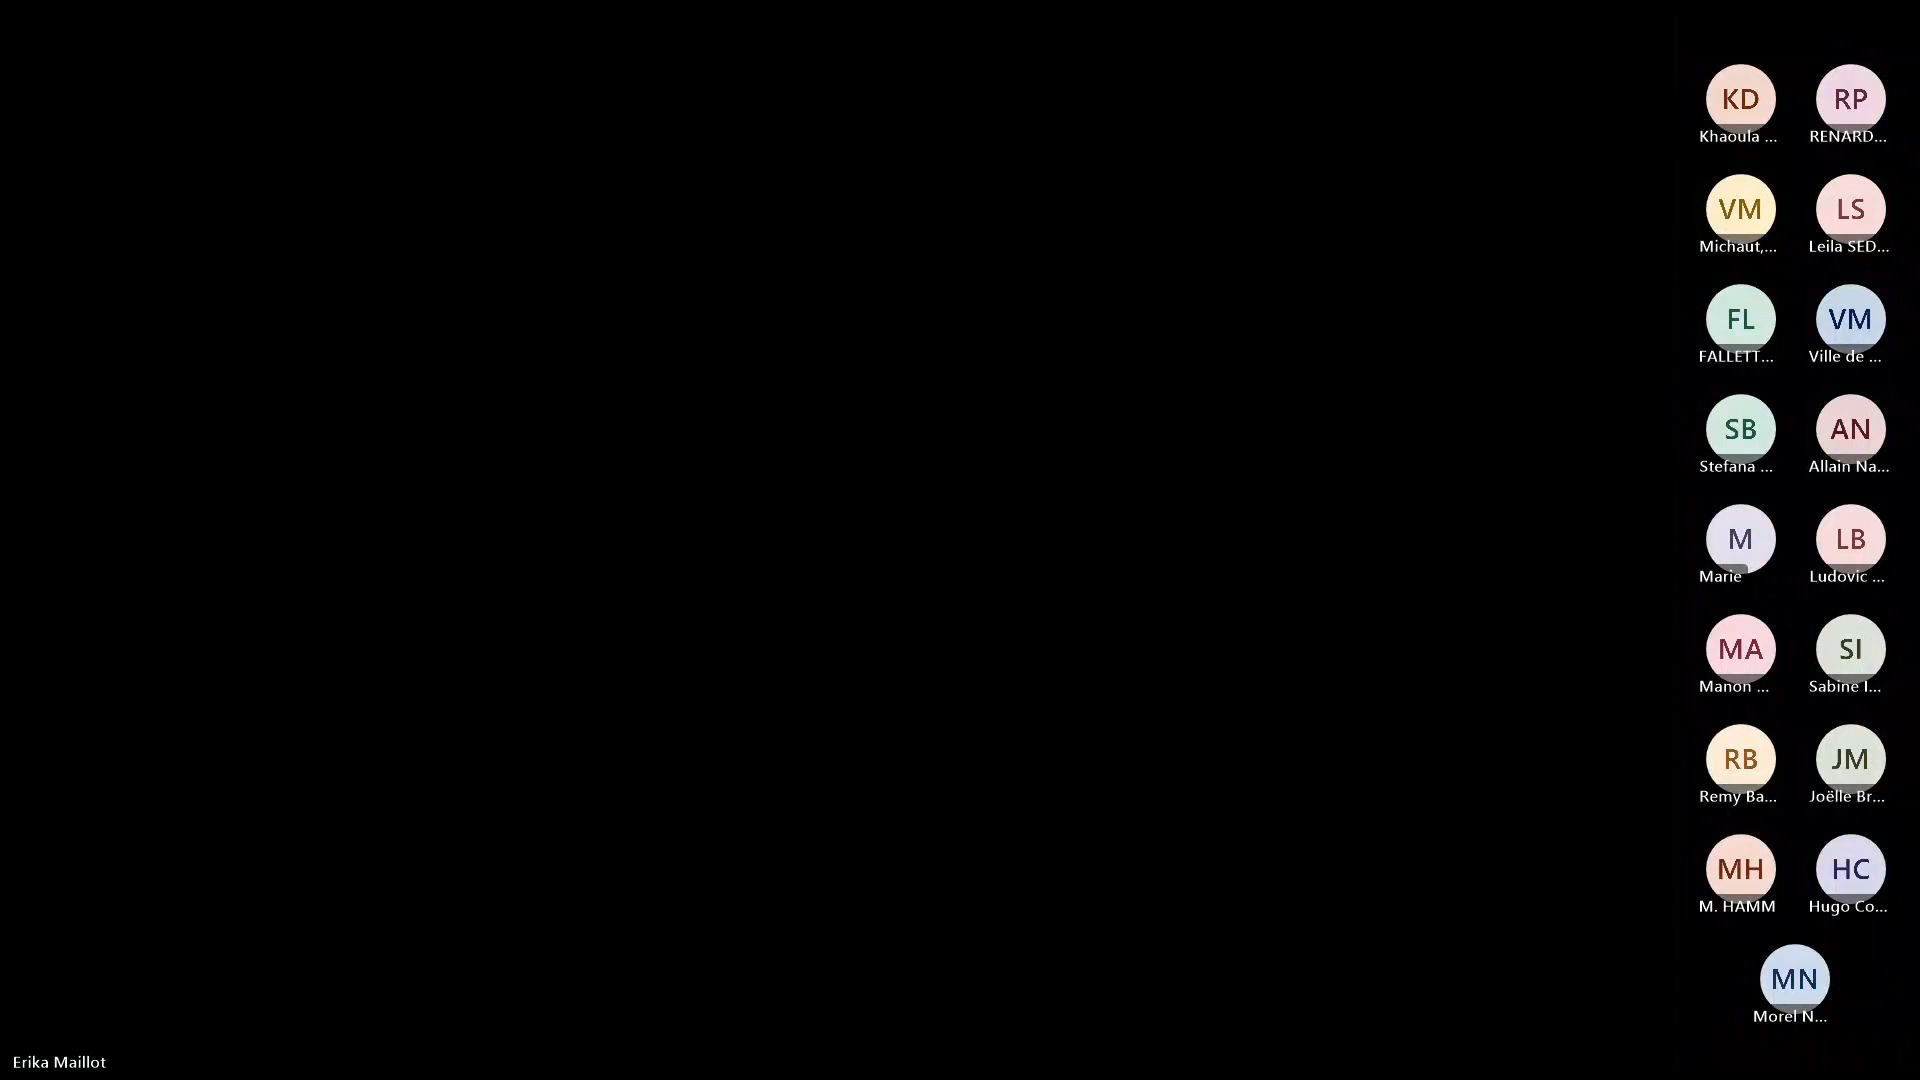 KD
RP
Khaoula ...
RENARD...
VM
LS
Michaut,...
Leila SED...
FL
VM
FALLETT...
Ville de ...
SB
AN
Stefana ...
Allain Na...
M
LB
Marie
Ludovic ...
MA
SI
Manon ...
Sabine I...
RB
JM
Remy Ba...
Joëlle Br...
MH
HC
M. HAMM
Hugo Co...
MN
Morel N...
Erika Maillot